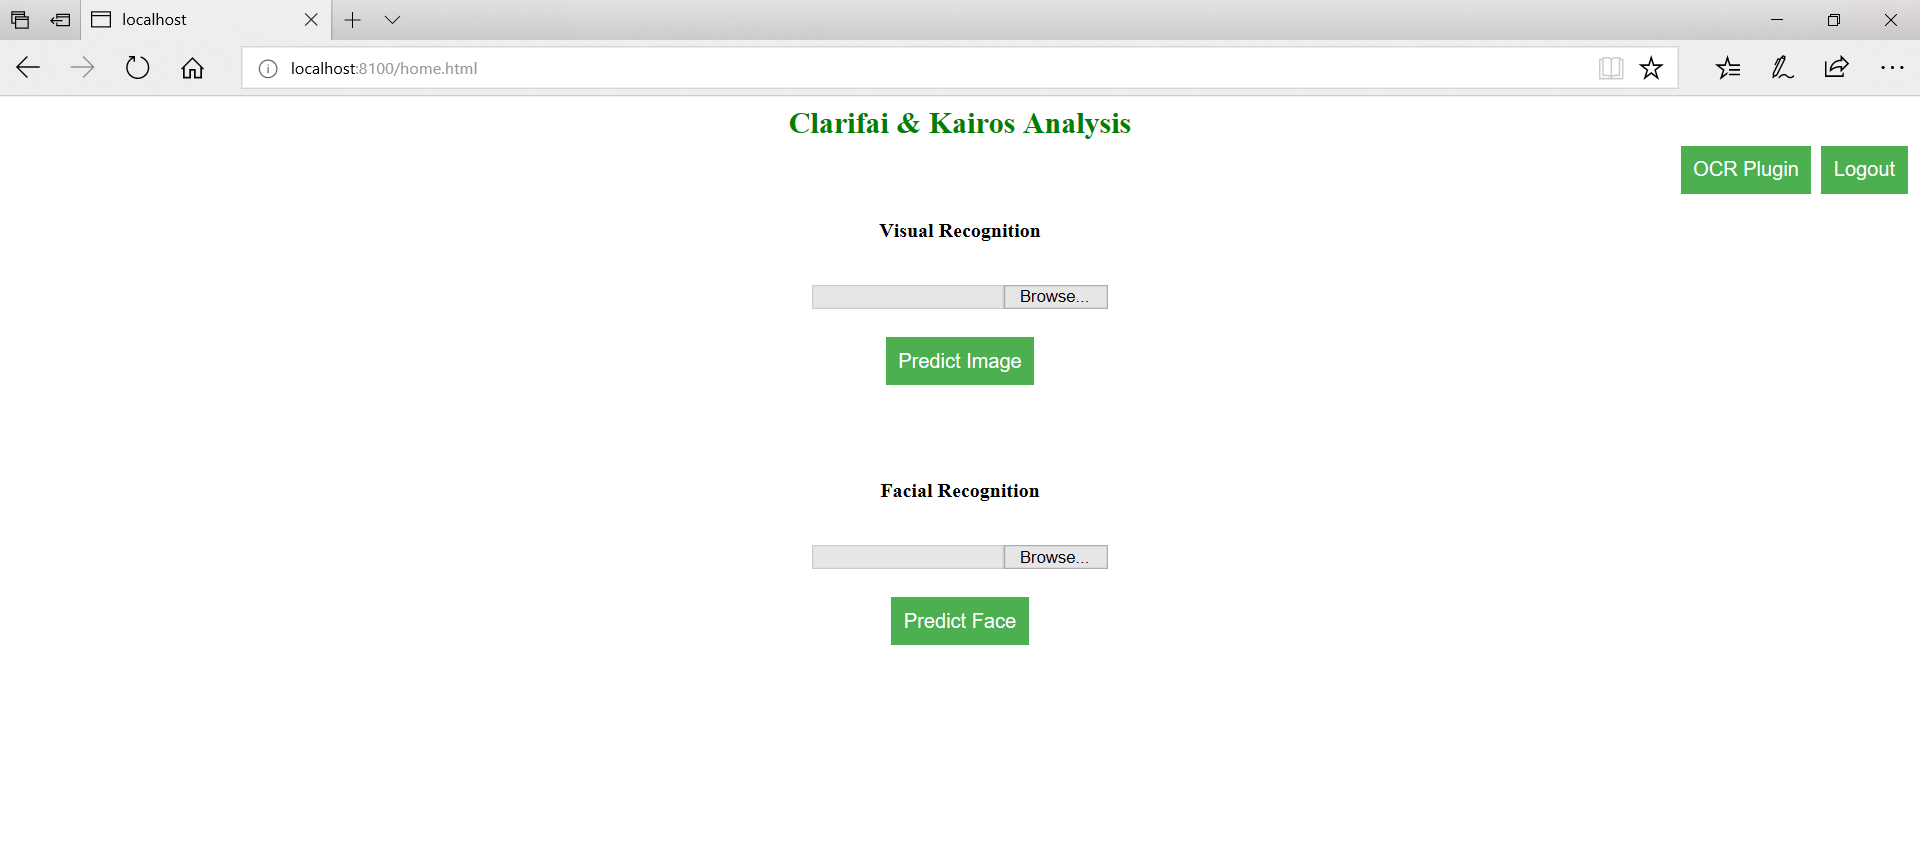 localhost
localhost:8100/home.html
Clarifai & Kairos Analysis
OCR Plugin
Logout
Visual Recognition
Browse...
Predict Image
Facial Recognition
Browse...
Predict Face